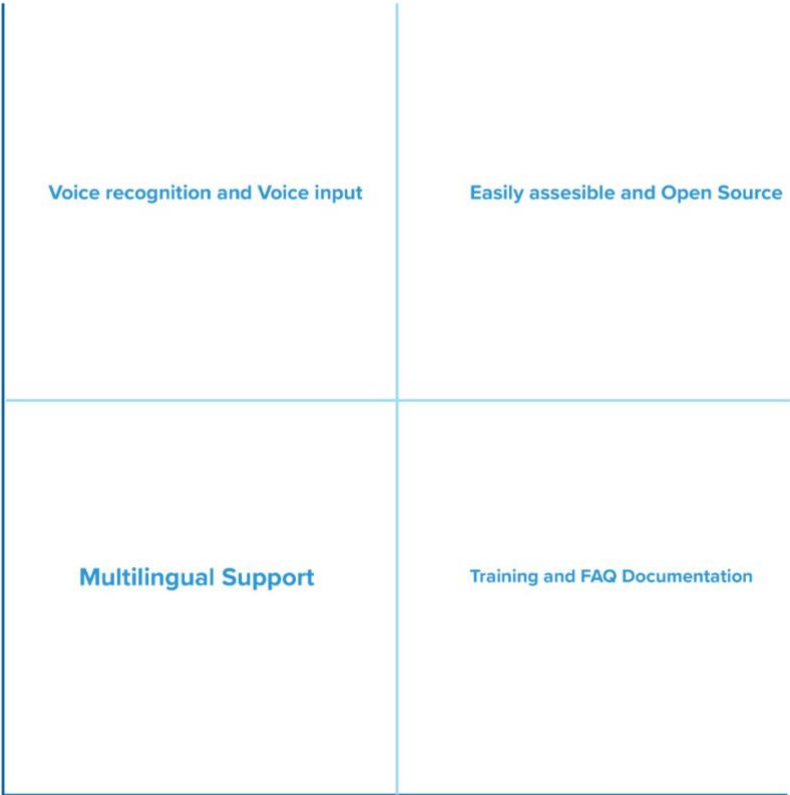 Voice recognition and Voice input
Easily assesible and Open Source
Multilingual Support
Training and FAQ Documentation